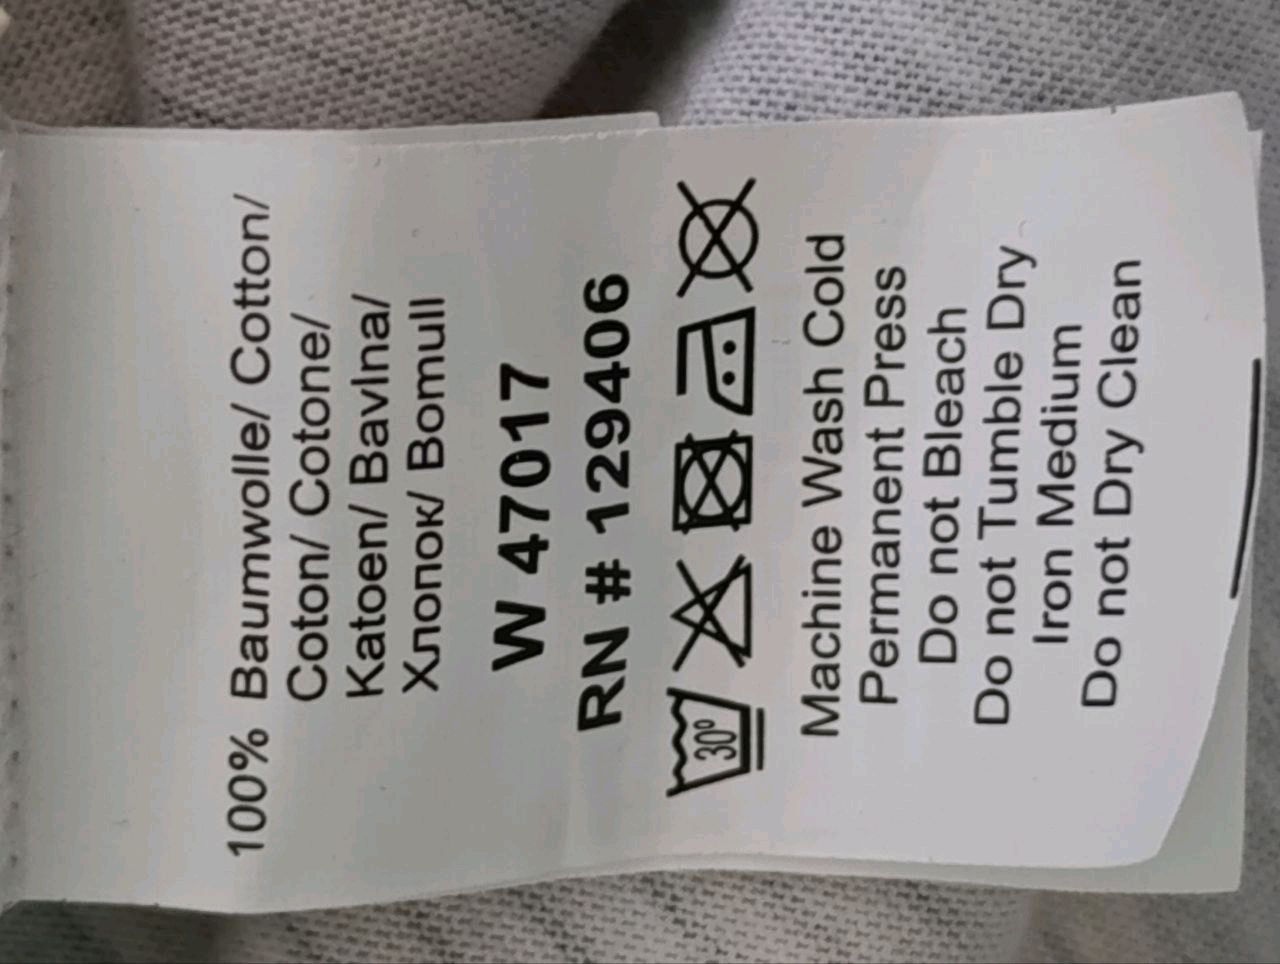 100% Baumwolle/ Cotton/
Coton/ Cotone/
Katoen/ Bavlna/
Хлопок/ Bomull
W 47017
RN # 129406
30º
Machine Wash Cold
Permanent Press
Do not Bleach
Do not Tumble Dry
Iron Medium
Do not Dry Clean